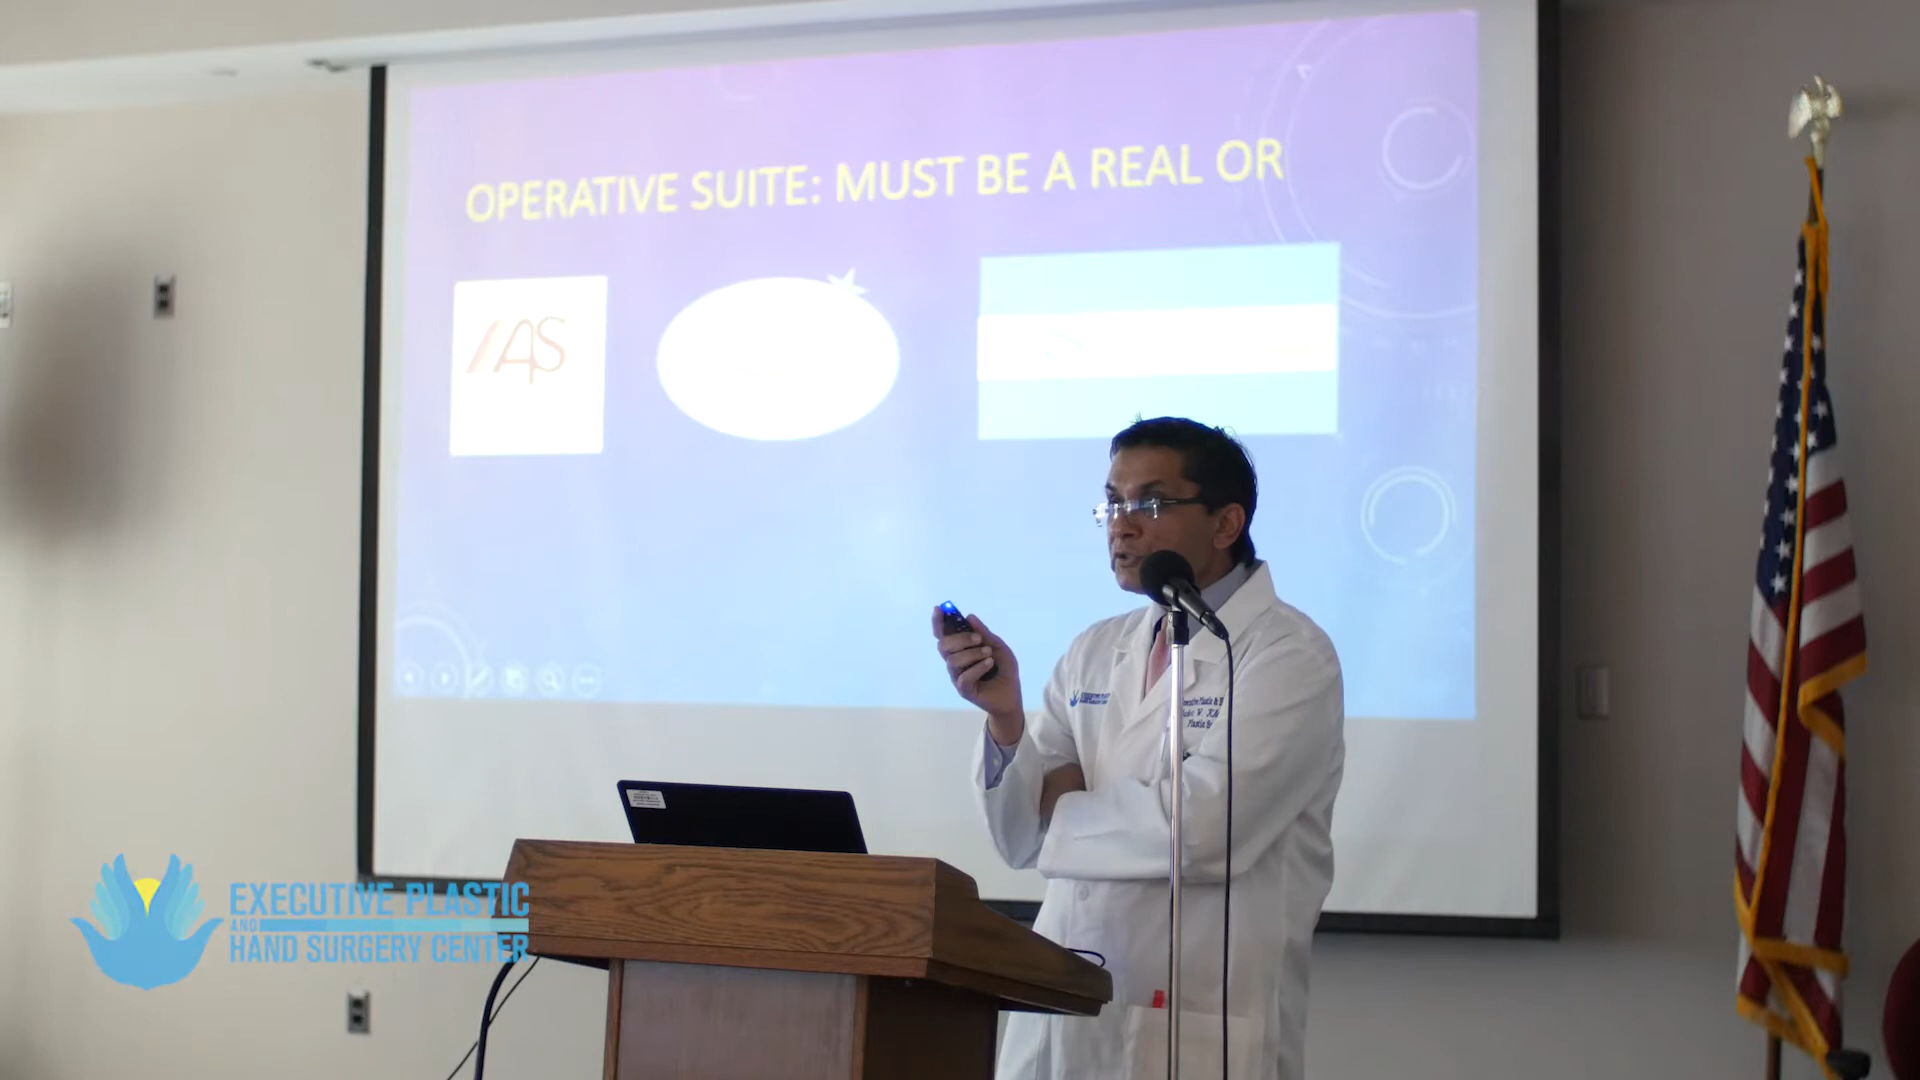 OPERATIVE SUITE: MUST BE A REAL OR
AS
EXECUTIVE PLASTIC
AND
HAND SURGERY CENTER